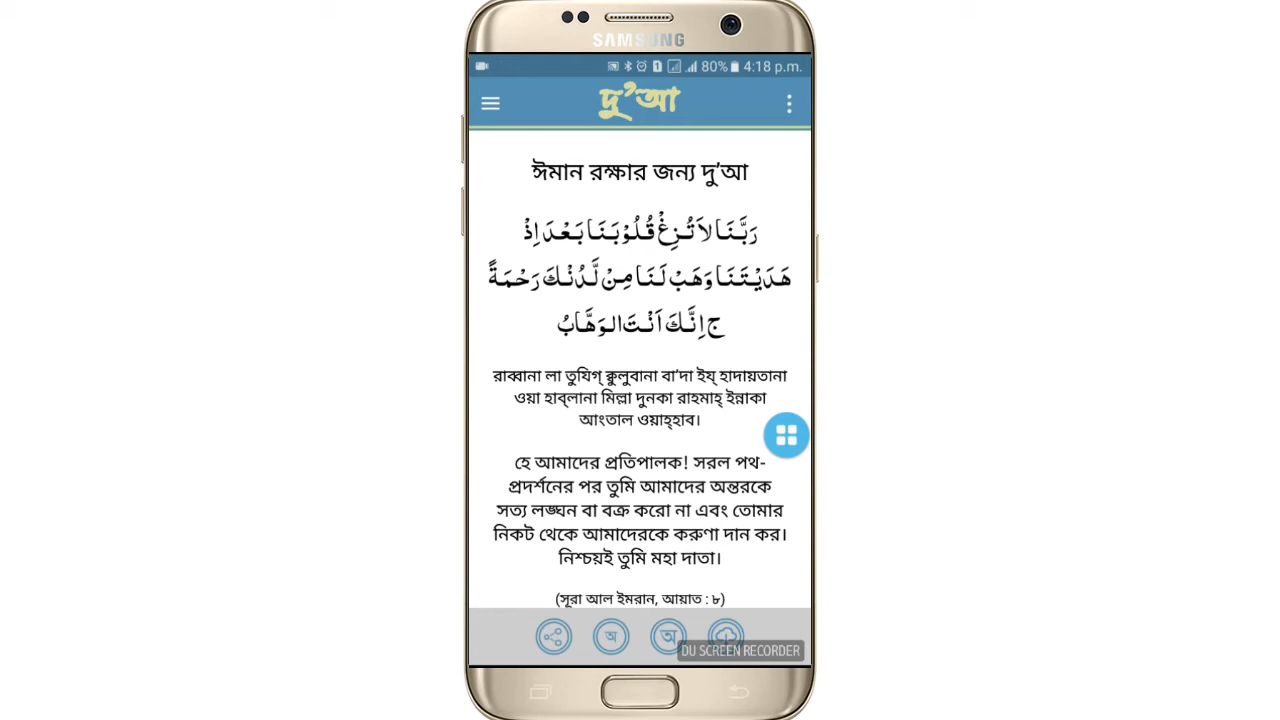 SAMSUNG
80% 4:18 p.m.
দু’আ
ঈমান রক্ষার জন্য দু’আ
رَبَّنَا لاَ تُزِغْ قُلُوْبَنَا بَعْدَ اِذْ
هَدَيْتَنَا وَهَبْ لَنَا مِنْ لَّدُنْكَ رَحْمَةً
ج اِنَّكَ اَنْتَ الوَهَّابُ
রাব্বানা লা তুযিগ্ ক্বুলুবানা বা’দা ইয্ হাদায়তানা
ওয়া হাব্‌লানা মিল্লা দুনকা রাহমাহ্ ইন্নাকা
আংতাল ওয়াহ্‌হাব।
হে আমাদের প্রতিপালক! সরল পথ-
প্রদর্শনের পর তুমি আমাদের অন্তরকে
সত্য লঙ্ঘন বা বক্র করো না এবং তোমার
নিকট থেকে আমাদেরকে করুণা দান কর।
নিশ্চয়ই তুমি মহা দাতা।
(সূরা আল ইমরান, আয়াত : ৮)
অ অ
DU SCREEN RECORDER